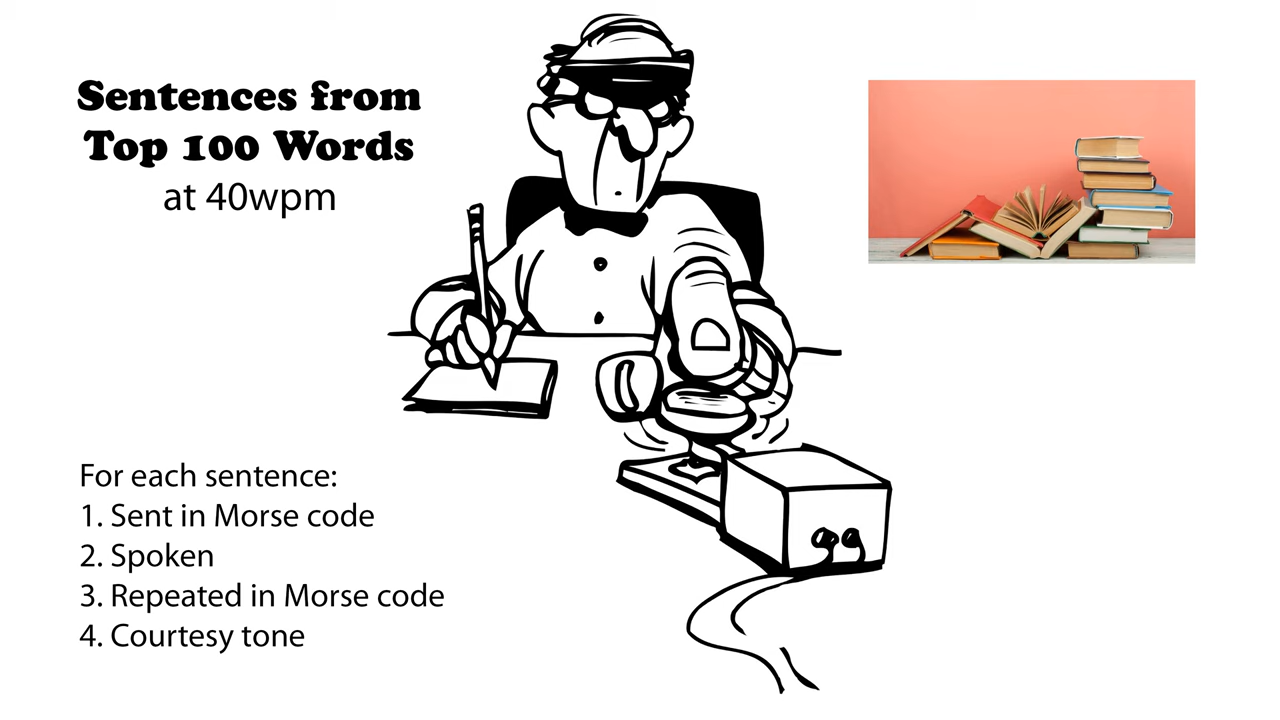 Sentences from
Top 100 Words
at 40wpm
For each sentence:
1. Sent in Morse code
2. Spoken
3. Repeated in Morse code
4. Courtesy tone